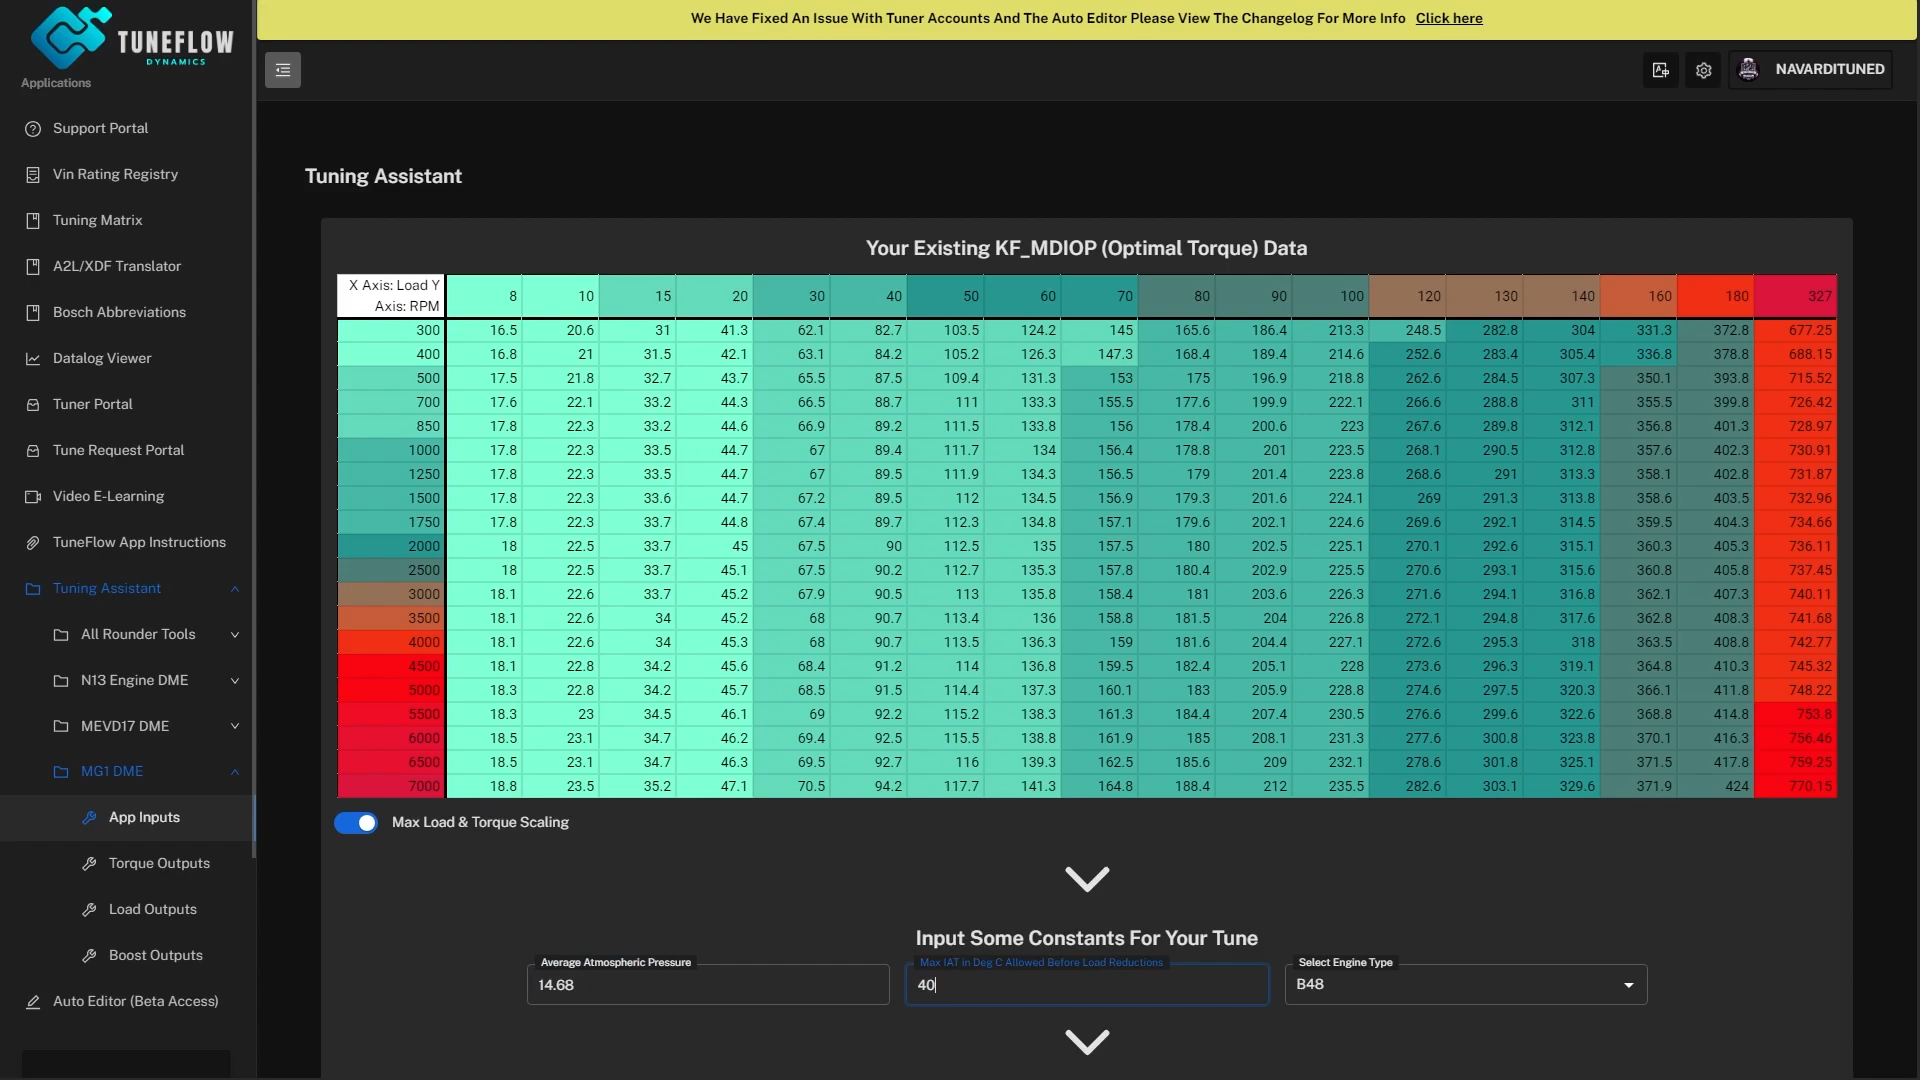 We Have Fixed An Issue With Tuner Accounts And The Auto Editor Please View The Changelog For More Info Click here
TUNEFLOW
DYNAMICS
NAVARDITUNED
Applications
Support Portal
Vin Rating Registry
Tuning Matrix
A2L/XDF Translator
Bosch Abbreviations
Datalog Viewer
Tuner Portal
Tune Request Portal
Video E-Learning
TuneFlow App Instructions
Tuning Assistant
All Rounder Tools
N13 Engine DME
MEVD17 DME
MG1 DME
App Inputs
Torque Outputs
Load Outputs
Boost Outputs
Auto Editor (Beta Access)
Tuning Assistant
Your Existing KF_MDIOP (Optimal Torque) Data
X Axis: Load Y
Axis: RPM
8 10 15 20 30 40 50 60 70 80 90 100 120 130 140 160 180 327
300 16.5 20.6 31 41.3 62.1 82.7 103.5 124.2 145 165.6 186.4 213.3 248.5 282.8 304 331.3 372.8 677.25
400 16.8 21 31.5 42.1 63.1 84.2 105.2 126.3 147.3 168.4 189.4 214.6 252.6 283.4 305.4 336.8 378.8 688.15
500 17.5 21.8 32.7 43.7 65.5 87.5 109.4 131.3 153 175 196.9 218.8 262.6 284.5 307.3 350.1 393.8 715.52
700 17.6 22.1 33.2 44.3 66.5 88.7 111 133.3 155.5 177.6 199.9 222.1 266.6 288.8 311 355.5 399.8 726.42
850 17.8 22.3 33.2 44.6 66.9 89.2 111.5 133.8 156 178.4 200.6 223 267.6 289.8 312.1 356.8 401.3 728.97
1000 17.8 22.3 33.5 44.7 67 89.4 111.7 134 156.4 178.8 201 223.5 268.1 290.5 312.8 357.6 402.3 730.91
1250 17.8 22.3 33.5 44.7 67 89.5 111.9 134.3 156.5 179 201.4 223.8 268.6 291 313.3 358.1 402.8 731.87
1500 17.8 22.3 33.6 44.7 67.2 89.5 112 134.5 156.9 179.3 201.6 224.1 269 291.3 313.8 358.6 403.5 732.96
1750 17.8 22.3 33.7 44.8 67.4 89.7 112.3 134.8 157.1 179.6 202.1 224.6 269.6 292.1 314.5 359.5 404.3 734.66
2000 18 22.5 33.7 45 67.5 90 112.5 135 157.5 180 202.5 225.1 270.1 292.6 315.1 360.3 405.3 736.11
2500 18 22.5 33.7 45.1 67.5 90.2 112.7 135.3 157.8 180.4 202.9 225.5 270.6 293.1 315.6 360.8 405.8 737.45
3000 18.1 22.6 33.7 45.2 67.9 90.5 113 135.8 158.4 181 203.6 226.3 271.6 294.1 316.8 362.1 407.3 740.11
3500 18.1 22.6 34 45.2 68 90.7 113.4 136 158.8 181.5 204 226.8 272.1 294.8 317.6 362.8 408.3 741.68
4000 18.1 22.6 34 45.3 68 90.7 113.5 136.3 159 181.6 204.4 227.1 272.6 295.3 318 363.5 408.8 742.77
4500 18.1 22.8 34.2 45.6 68.4 91.2 114 136.8 159.5 182.4 205.1 228 273.6 296.3 319.1 364.8 410.3 745.32
5000 18.3 22.8 34.2 45.7 68.5 91.5 114.4 137.3 160.1 183 205.9 228.8 274.6 297.5 320.3 366.1 411.8 748.22
5500 18.3 23 34.5 46.1 69 92.2 115.2 138.3 161.3 184.4 207.4 230.5 276.6 299.6 322.6 368.8 414.8 753.8
6000 18.5 23.1 34.7 46.2 69.4 92.5 115.5 138.8 161.9 185 208.1 231.3 277.6 300.8 323.8 370.1 416.3 756.46
6500 18.5 23.1 34.7 46.3 69.5 92.7 116 139.3 162.5 185.6 209 232.1 278.6 301.8 325.1 371.5 417.8 759.25
7000 18.8 23.5 35.2 47.1 70.5 94.2 117.7 141.3 164.8 188.4 212 235.5 282.6 303.1 329.6 371.9 424 770.15
Max Load & Torque Scaling
Input Some Constants For Your Tune
Average Atmospheric Pressure
14.68
Max IAT in Deg C Allowed Before Load Reductions
40
Select Engine Type
B48